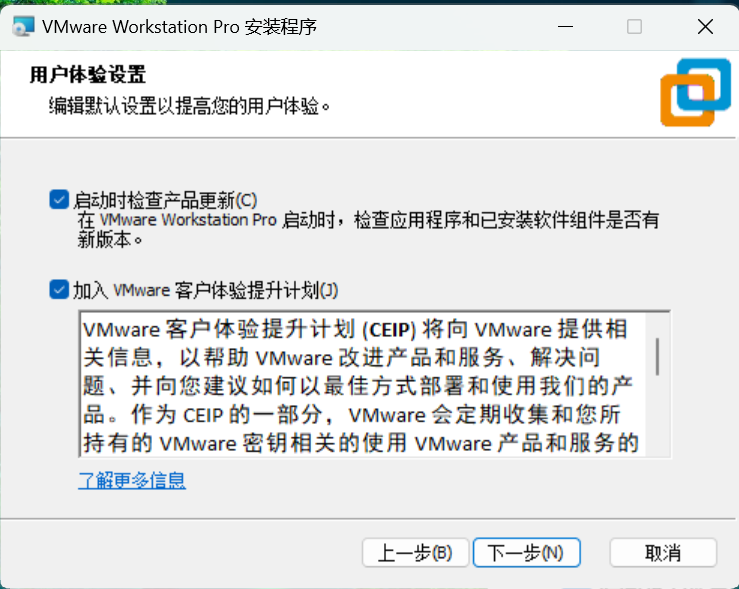 VMware Workstation Pro 安装程序
用户体验设置
编辑默认设置以提高您的用户体验。
启动时检查产品更新(C)
在 VMware Workstation Pro 启动时，检查应用程序和已安装软件组件是否有
新版本。
加入 VMware 客户体验提升计划(J)
VMware 客户体验提升计划 (CEIP) 将向 VMware 提供相
关信息，以帮助 VMware 改进产品和服务、解决问
题、并向您建议如何以最佳方式部署和使用我们的产
品。作为 CEIP 的一部分，VMware 会定期收集和您所
持有的 VMware 密钥相关的使用 VMware 产品和服务的
了解更多信息
上一步(B) 下一步(N) 取消